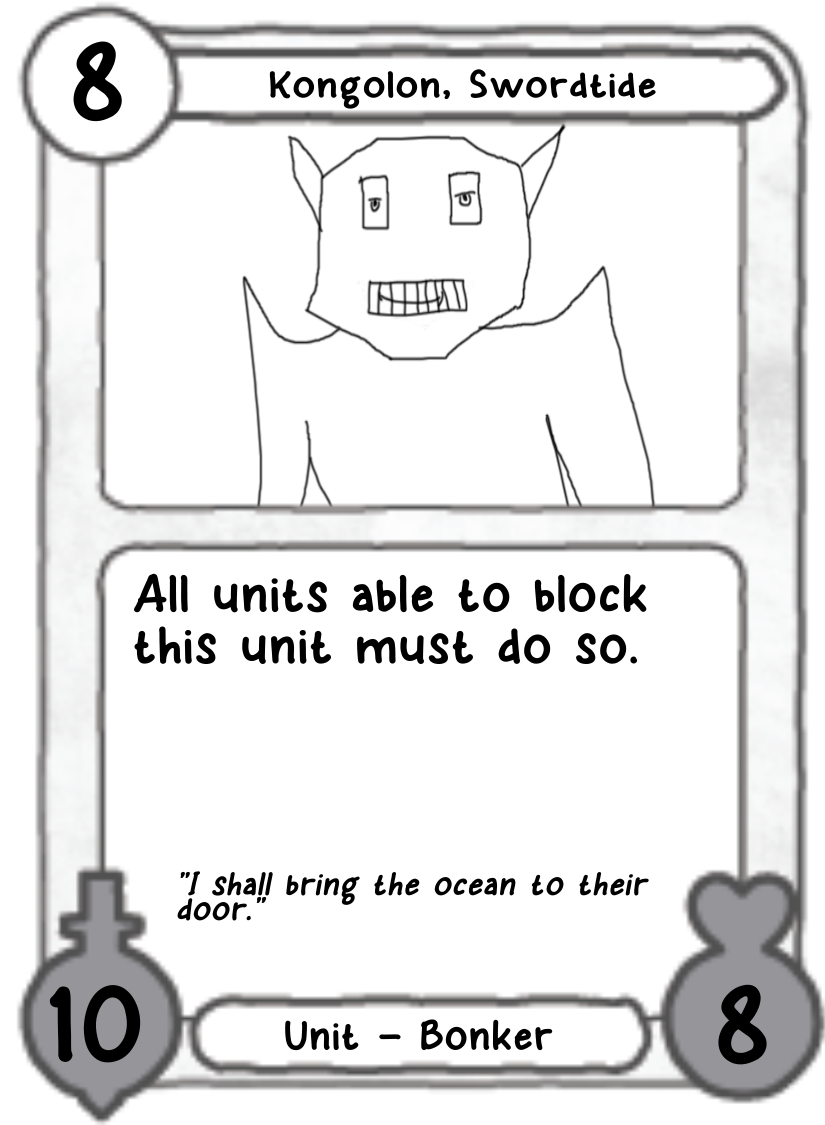 8
Kongolon, Swordtide
All units able to block
this unit must do so.
"I shall bring the ocean to their
door."
10
Unit – Bonker
8